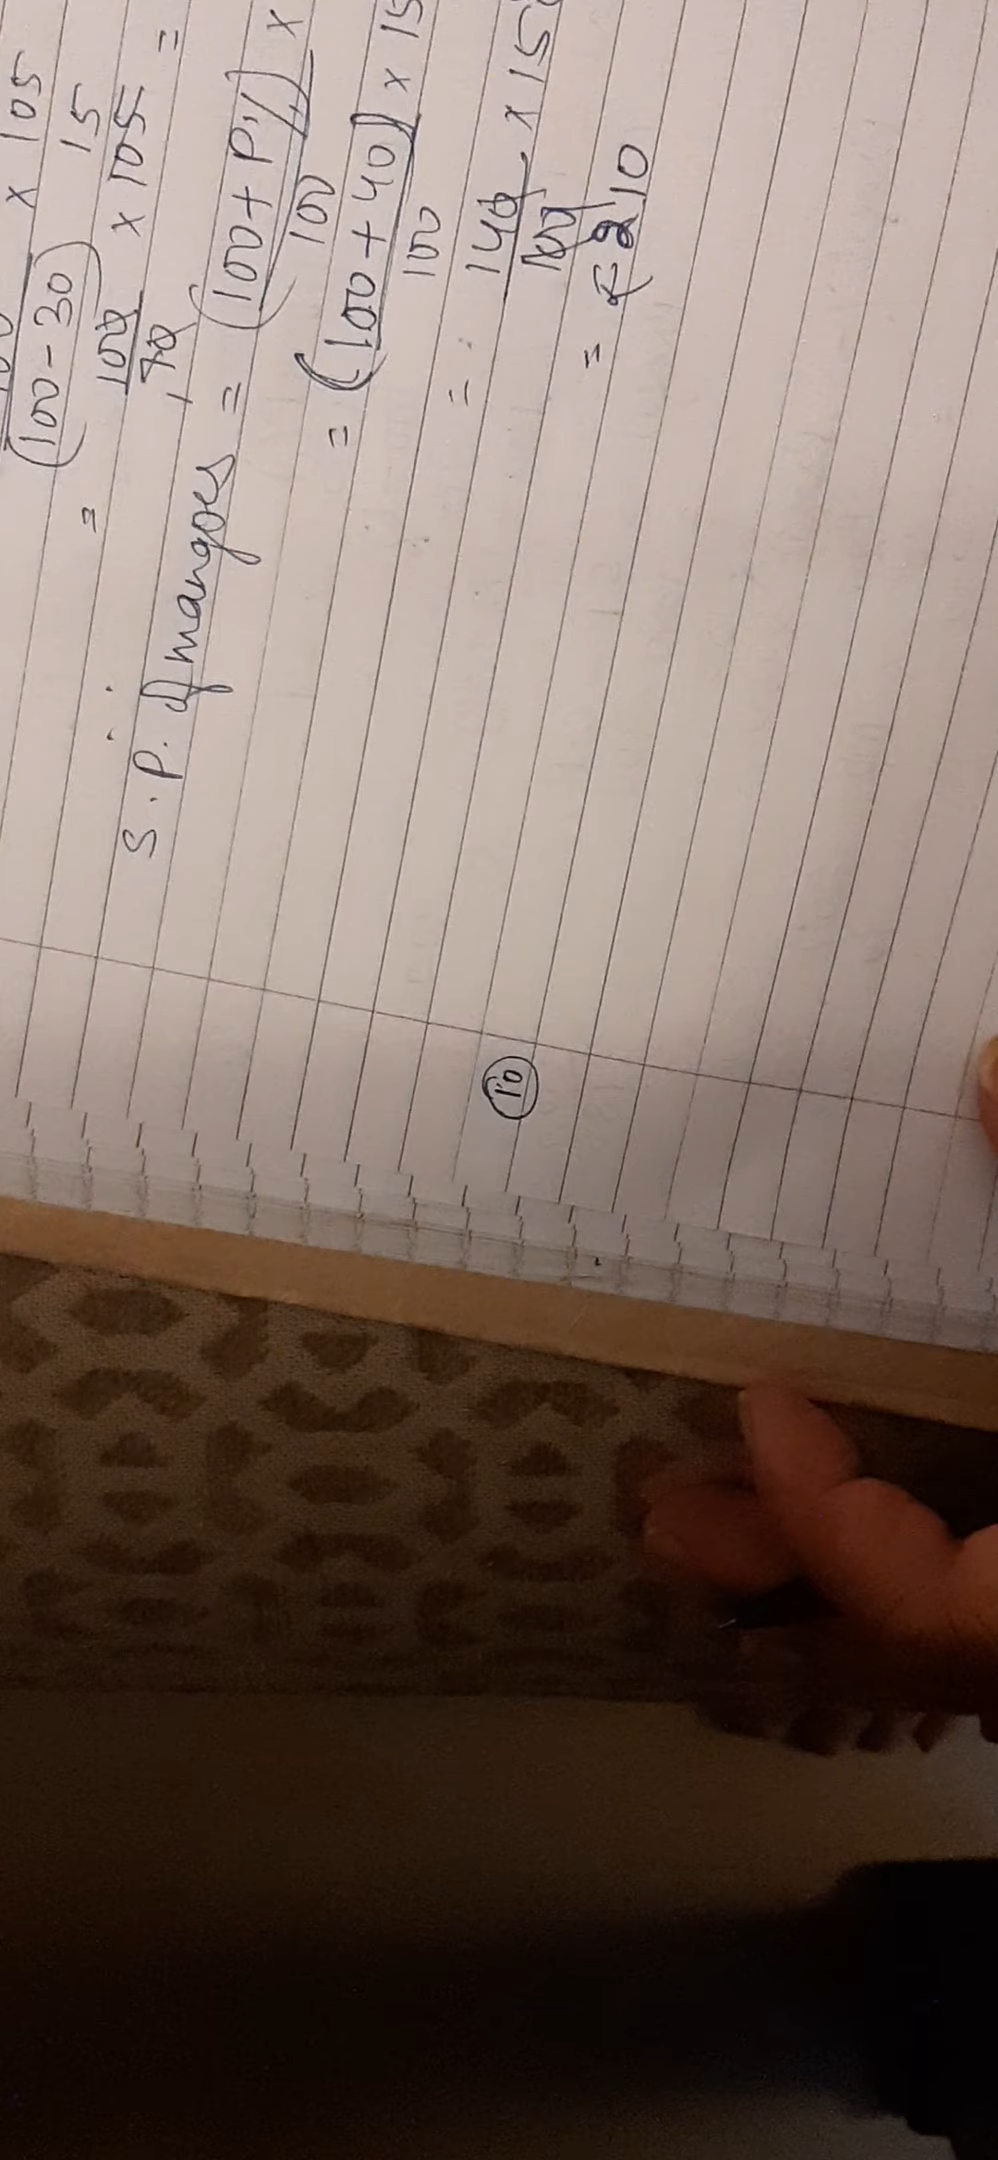 x 105
(100-30)
15
= 100 x 105 =
70
∴
S.P. of mangoes = (100+P%) x
100
= (100+40) x 15
100
= 140 x 15
100
= ₹210
10